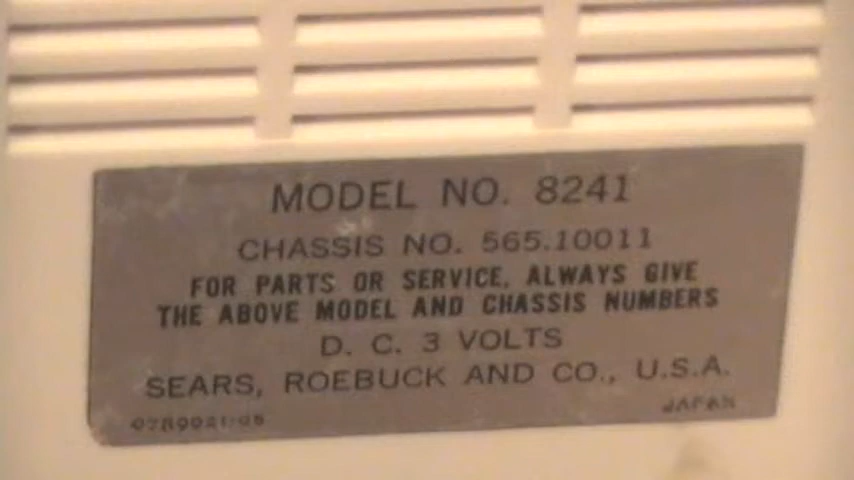 MODEL NO. 8241
CHASSIS NO. 565.10011
FOR PARTS OR SERVICE, ALWAYS GIVE
THE ABOVE MODEL AND CHASSIS NUMBERS
D. C. 3 VOLTS
SEARS, ROEBUCK AND CO., U.S.A.
JAPAN